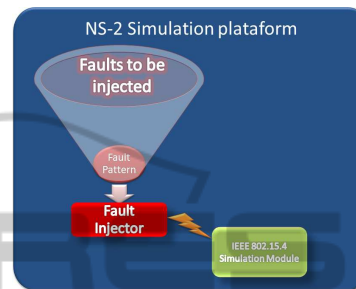 NS-2 Simulation plataform
Faults to be
injected
Fault
Pattern
Fault
Injector
IEEE 802.15.4
Simulation Module